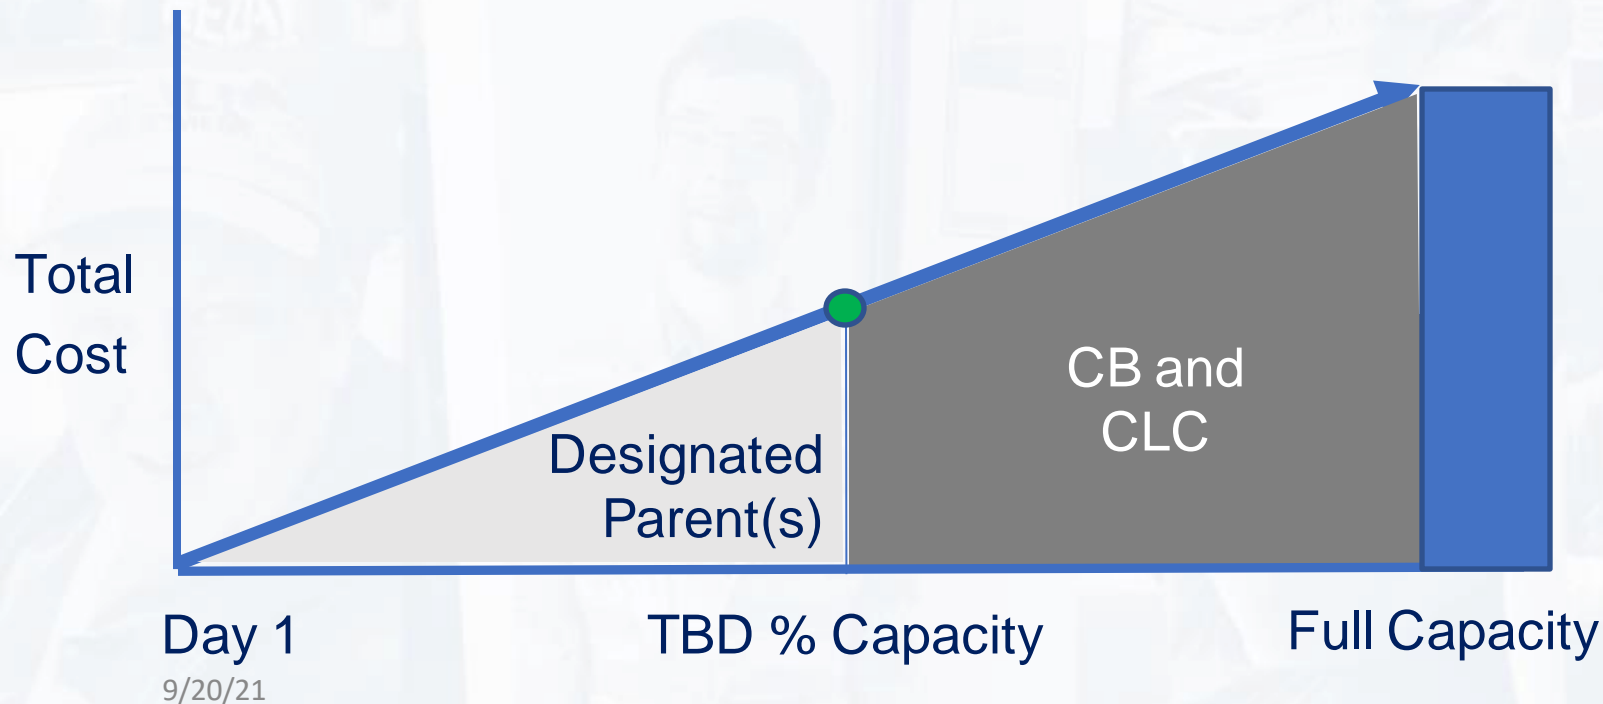 Total
Cost
Designated
Parent(s)
CB and
CLC
Day 1
TBD % Capacity
Full Capacity
9/20/21